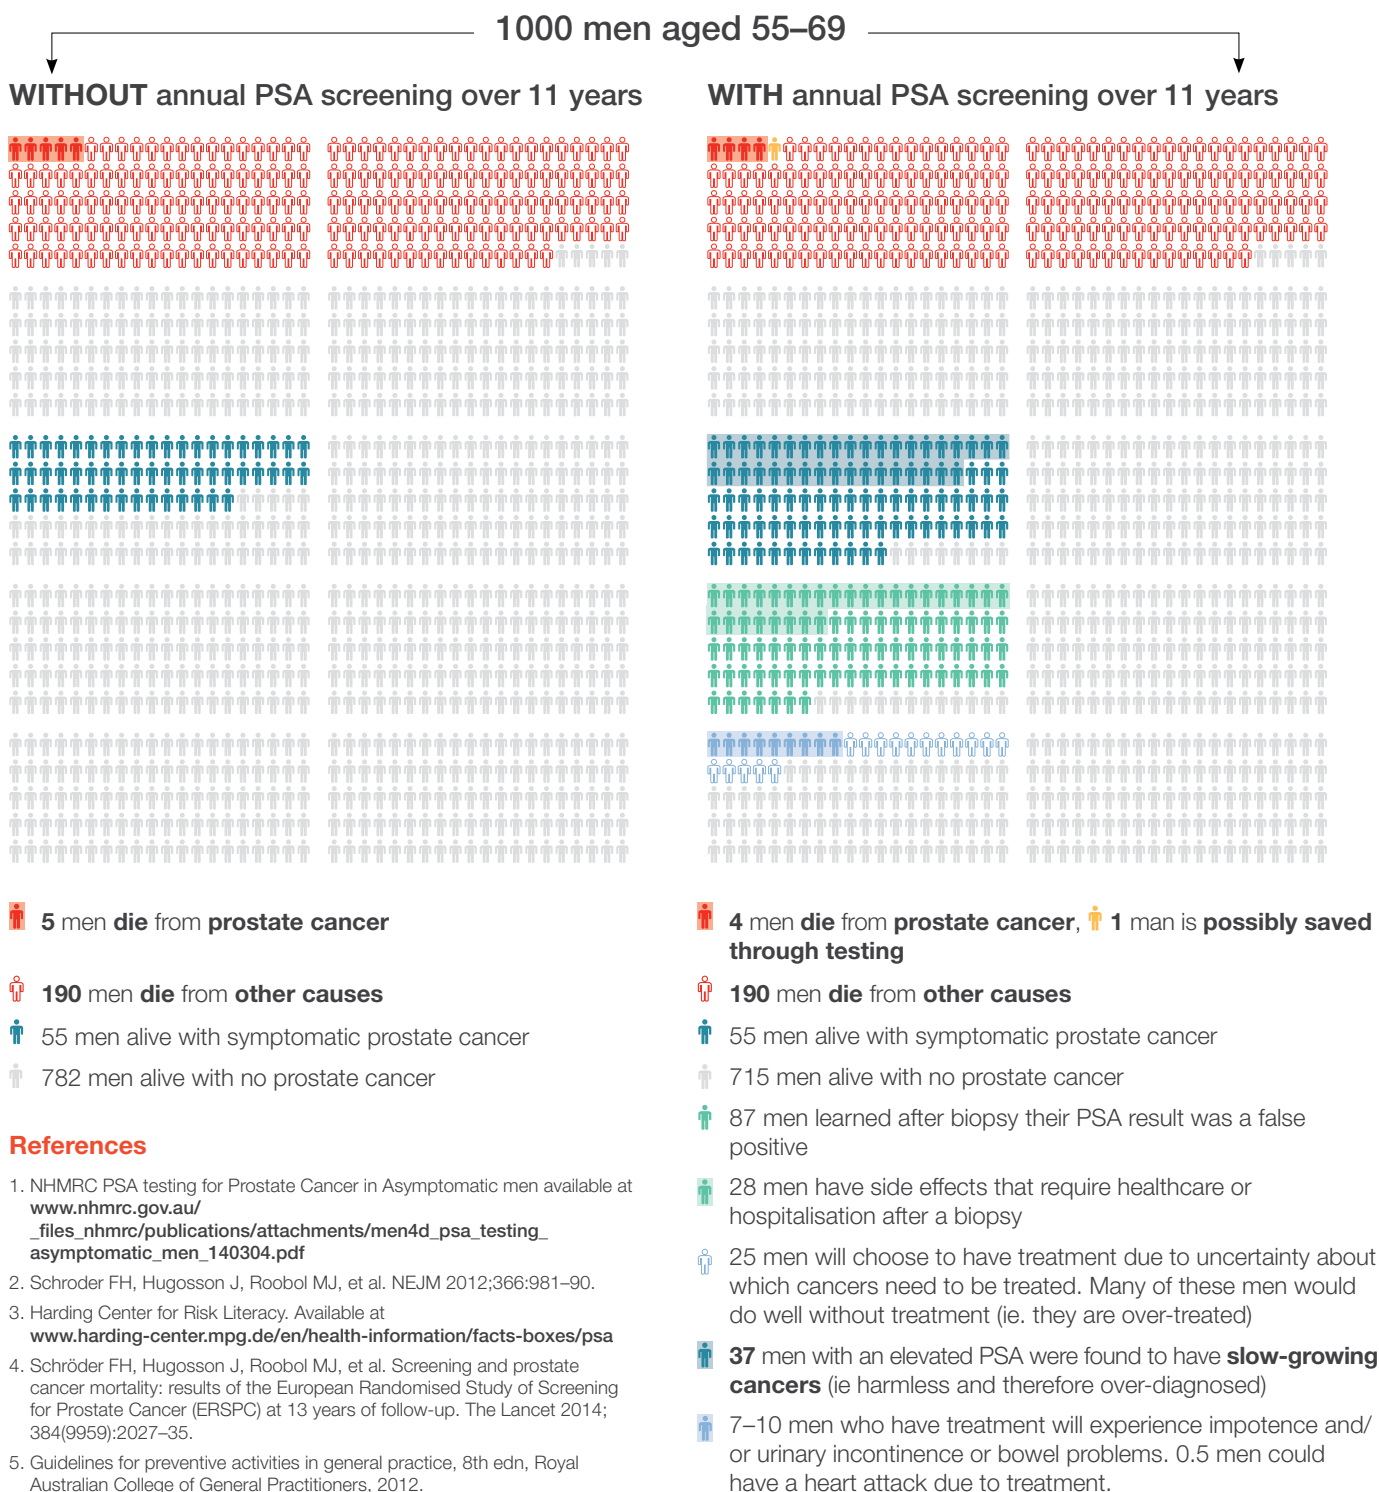 1000 men aged 55–69
WITHOUT annual PSA screening over 11 years
WITH annual PSA screening over 11 years
5 men die from prostate cancer
190 men die from other causes
55 men alive with symptomatic prostate cancer
782 men alive with no prostate cancer
References
1. NHMRC PSA testing for Prostate Cancer in Asymptomatic men available at
www.nhmrc.gov.au/
_files_nhmrc/publications/attachments/men4d_psa_testing_
asymptomatic_men_140304.pdf
2. Schroder FH, Hugosson J, Roobol MJ, et al. NEJM 2012;366:981–90.
3. Harding Center for Risk Literacy. Available at
www.harding-center.mpg.de/en/health-information/facts-boxes/psa
4. Schröder FH, Hugosson J, Roobol MJ, et al. Screening and prostate
cancer mortality: results of the European Randomised Study of Screening
for Prostate Cancer (ERSPC) at 13 years of follow-up. The Lancet 2014;
384(9959):2027–35.
5. Guidelines for preventive activities in general practice, 8th edn, Royal
Australian College of General Practitioners, 2012.
4 men die from prostate cancer, 1 man is possibly saved
through testing
190 men die from other causes
55 men alive with symptomatic prostate cancer
715 men alive with no prostate cancer
87 men learned after biopsy their PSA result was a false
positive
28 men have side effects that require healthcare or
hospitalisation after a biopsy
25 men will choose to have treatment due to uncertainty about
which cancers need to be treated. Many of these men would
do well without treatment (ie. they are over-treated)
37 men with an elevated PSA were found to have slow-growing
cancers (ie harmless and therefore over-diagnosed)
7–10 men who have treatment will experience impotence and/
or urinary incontinence or bowel problems. 0.5 men could
have a heart attack due to treatment.